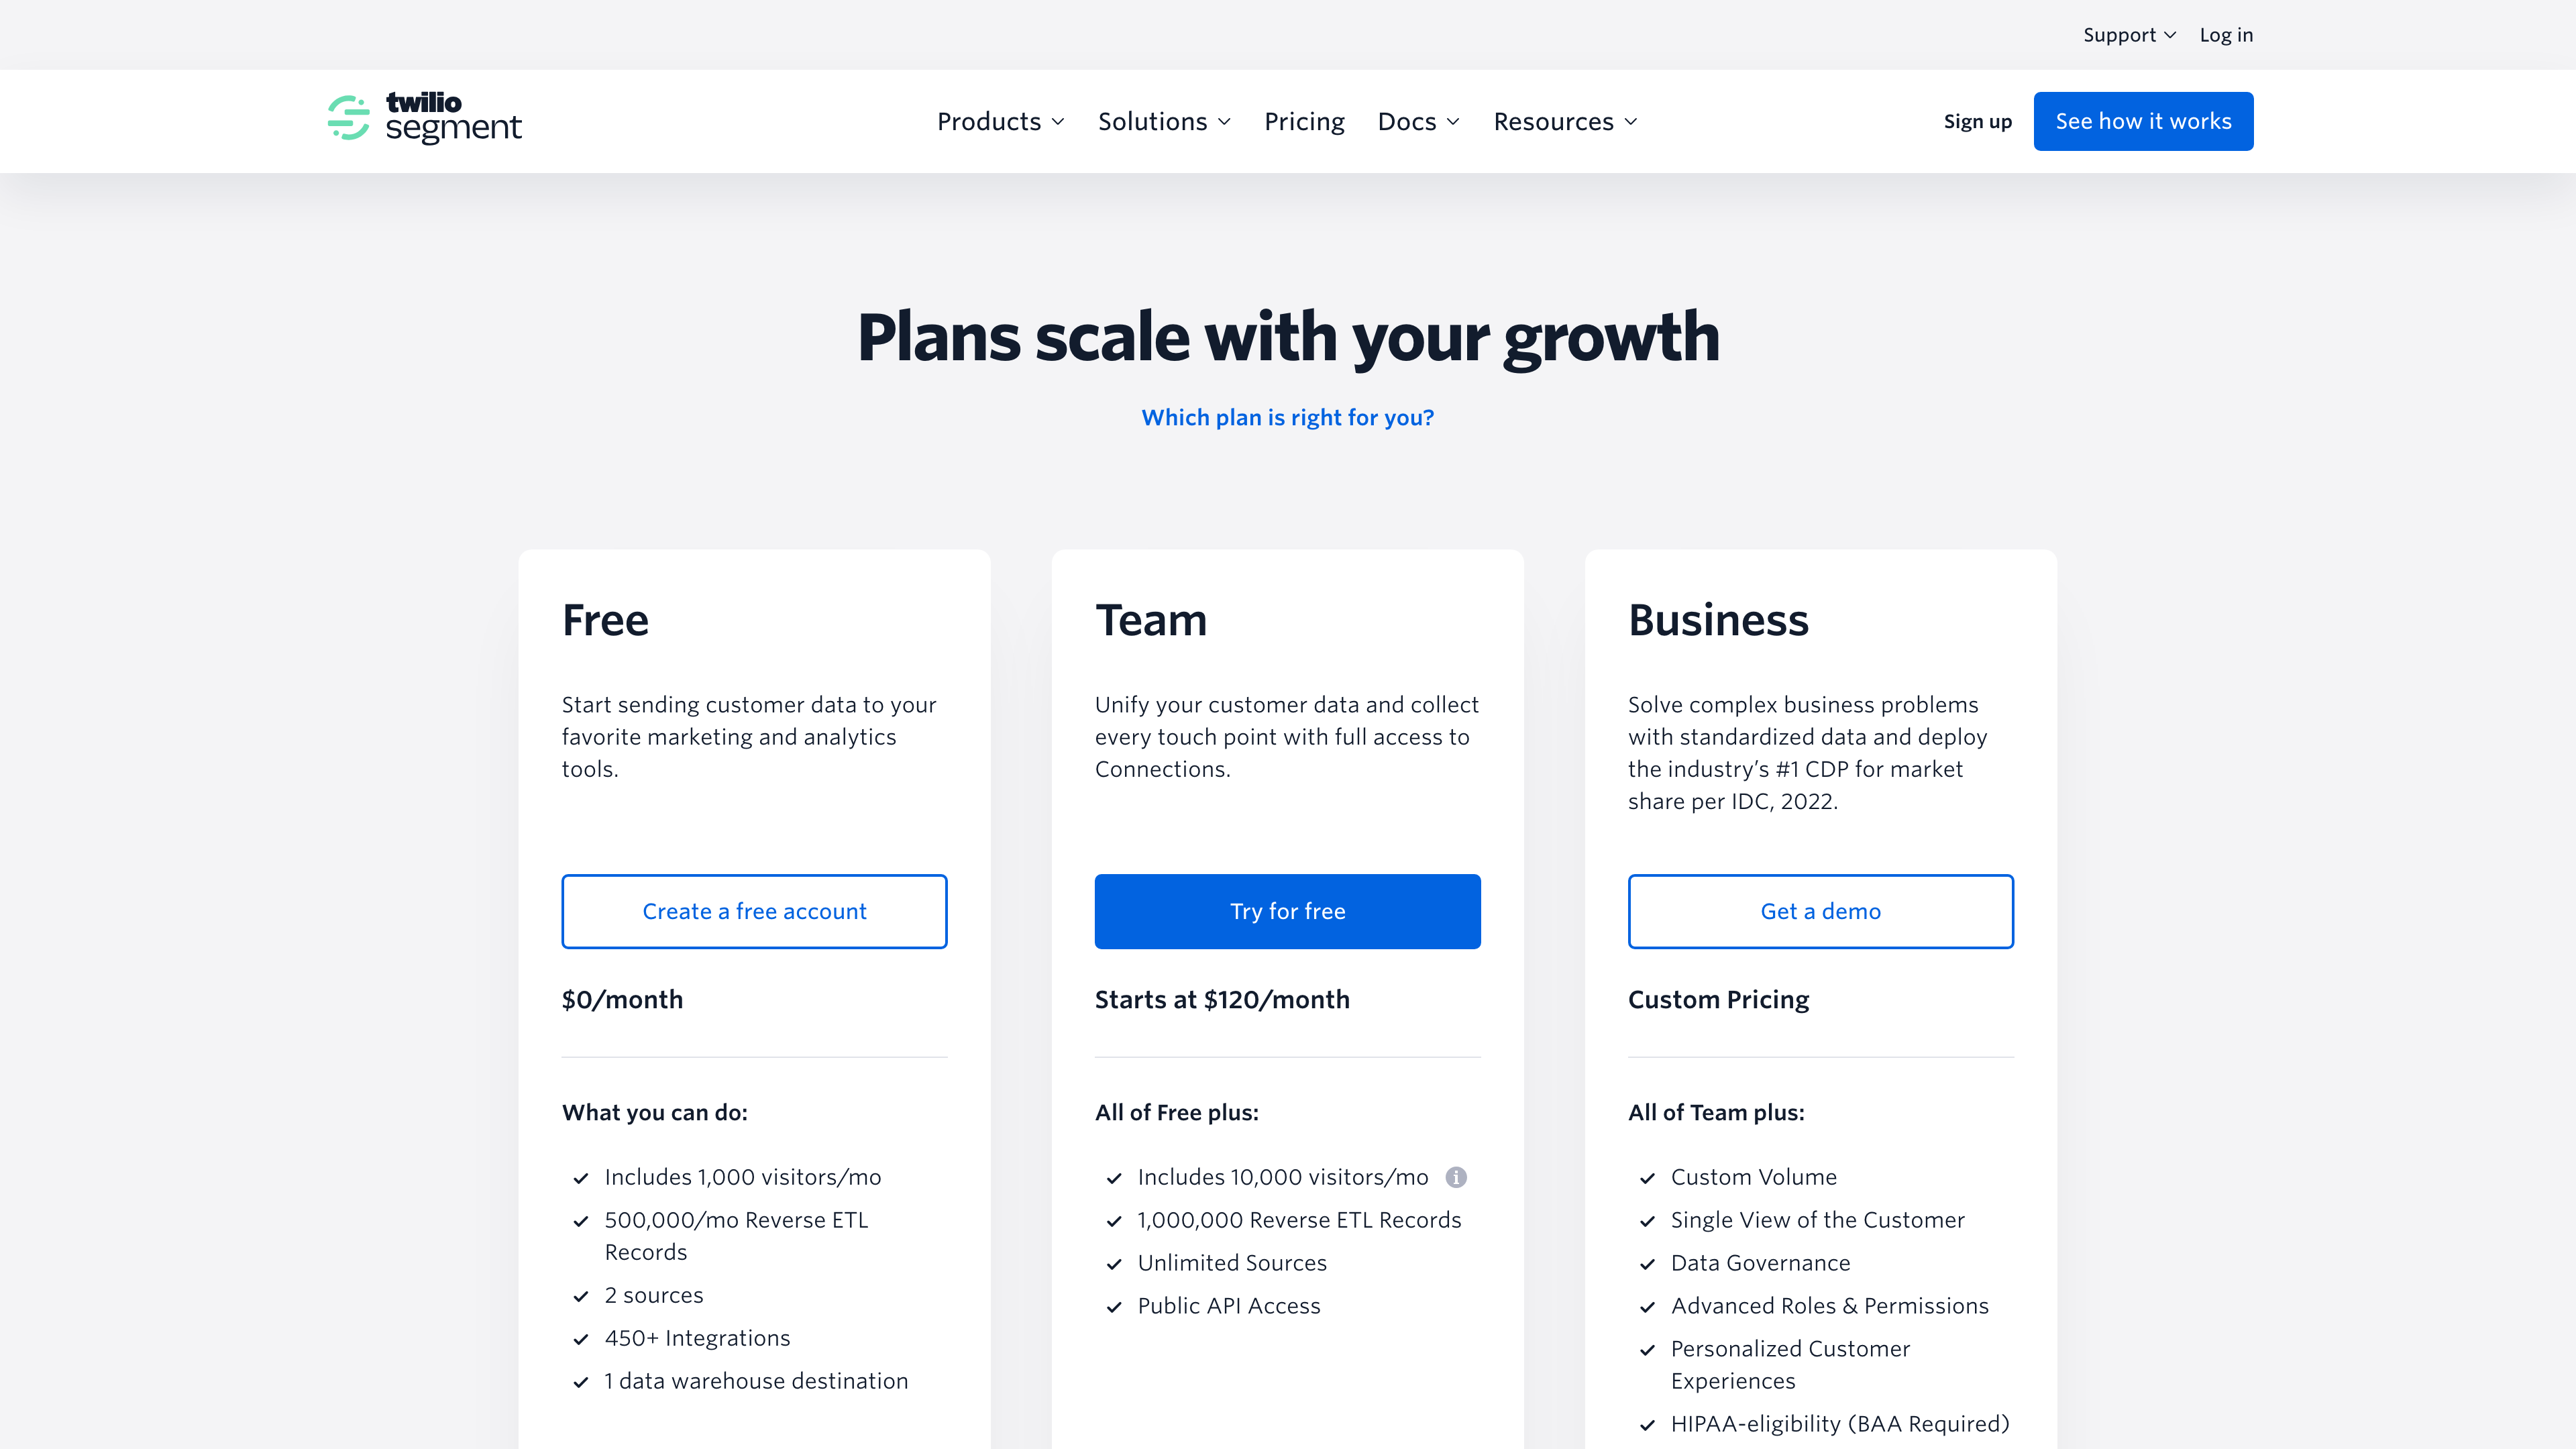 Support
Log in
twilio
segment
Products
Solutions
Pricing
Docs
Resources
Sign up
See how it works
Plans scale with your growth
Which plan is right for you?
Free
Start sending customer data to your
favorite marketing and analytics
tools.
Create a free account
$0/month
What you can do:
Includes 1,000 visitors/mo
500,000/mo Reverse ETL
Records
2 sources
450+ Integrations
1 data warehouse destination
Team
Unify your customer data and collect
every touch point with full access to
Connections.
Try for free
Starts at $120/month
All of Free plus:
Includes 10,000 visitors/mo
1,000,000 Reverse ETL Records
Unlimited Sources
Public API Access
Business
Solve complex business problems
with standardized data and deploy
the industry’s #1 CDP for market
share per IDC, 2022.
Get a demo
Custom Pricing
All of Team plus:
Custom Volume
Single View of the Customer
Data Governance
Advanced Roles & Permissions
Personalized Customer
Experiences
HIPAA-eligibility (BAA Required)